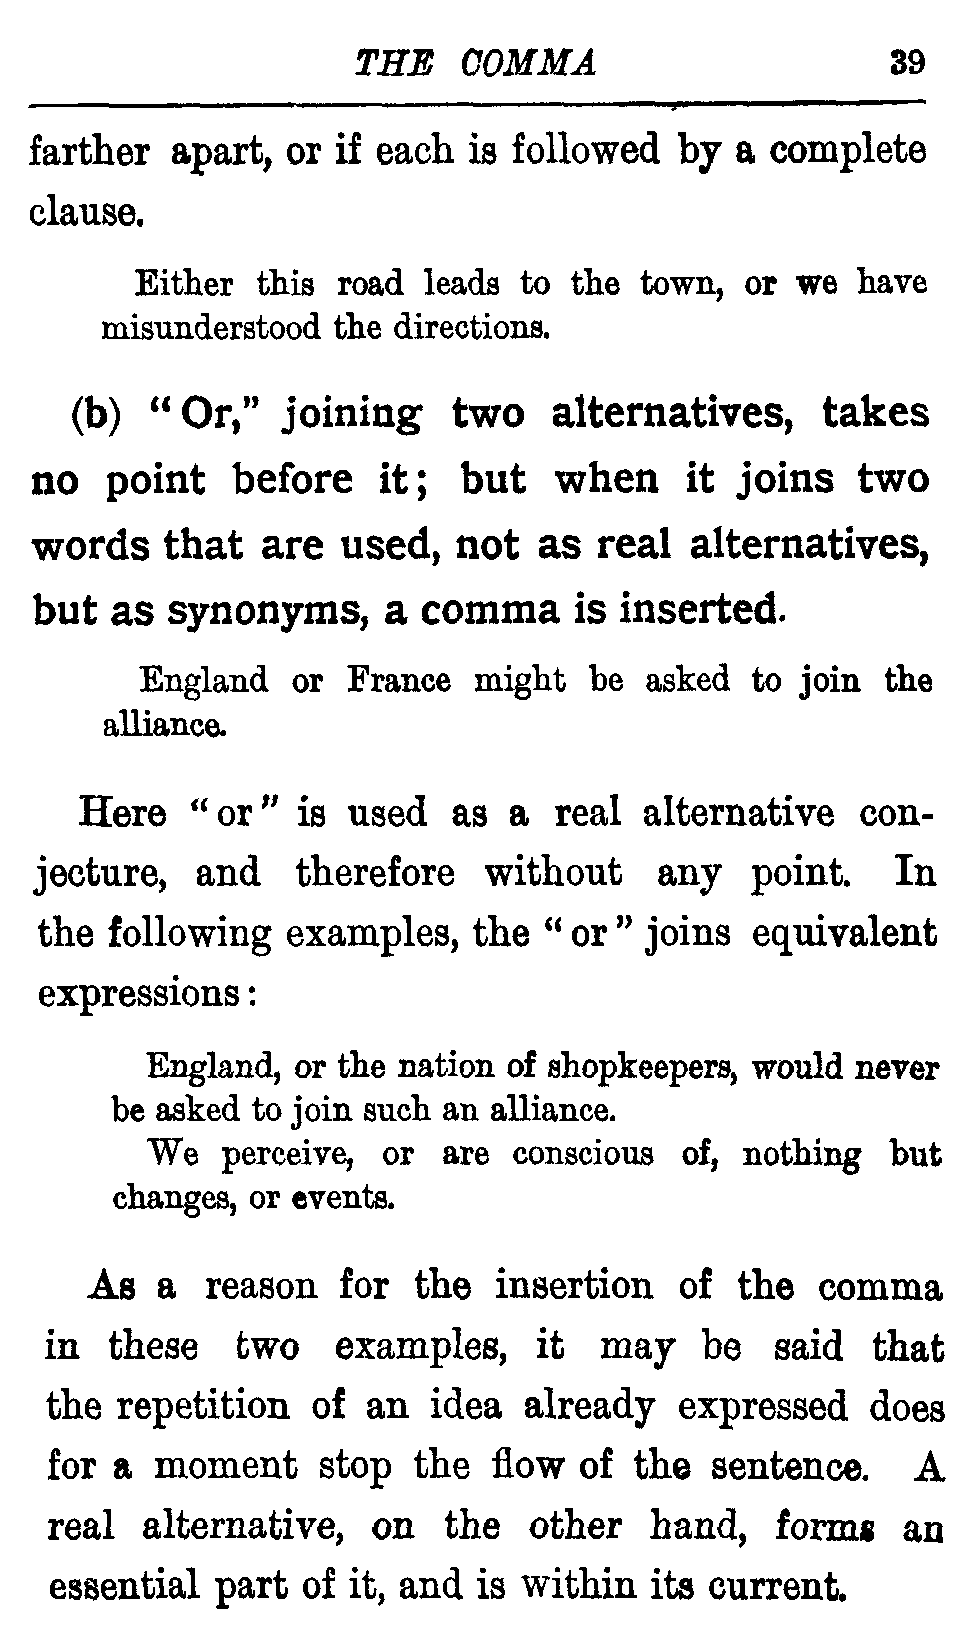 THE COMMA 39
farther apart, or if each is followed by a complete
clause.
Either this road leads to the town, or we have
misunderstood the directions.
(b) “Or,” joining two alternatives, takes
no point before it; but when it joins two
words that are used, not as real alternatives,
but as synonyms, a comma is inserted.
England or France might be asked to join the
alliance.
Here “or” is used as a real alternative con-
jecture, and therefore without any point. In
the following examples, the “or” joins equivalent
expressions:
England, or the nation of shopkeepers, would never
be asked to join such an alliance.
We perceive, or are conscious of, nothing but
changes, or events.
As a reason for the insertion of the comma
in these two examples, it may be said that
the repetition of an idea already expressed does
for a moment stop the flow of the sentence. A
real alternative, on the other hand, forms an
essential part of it, and is within its current.